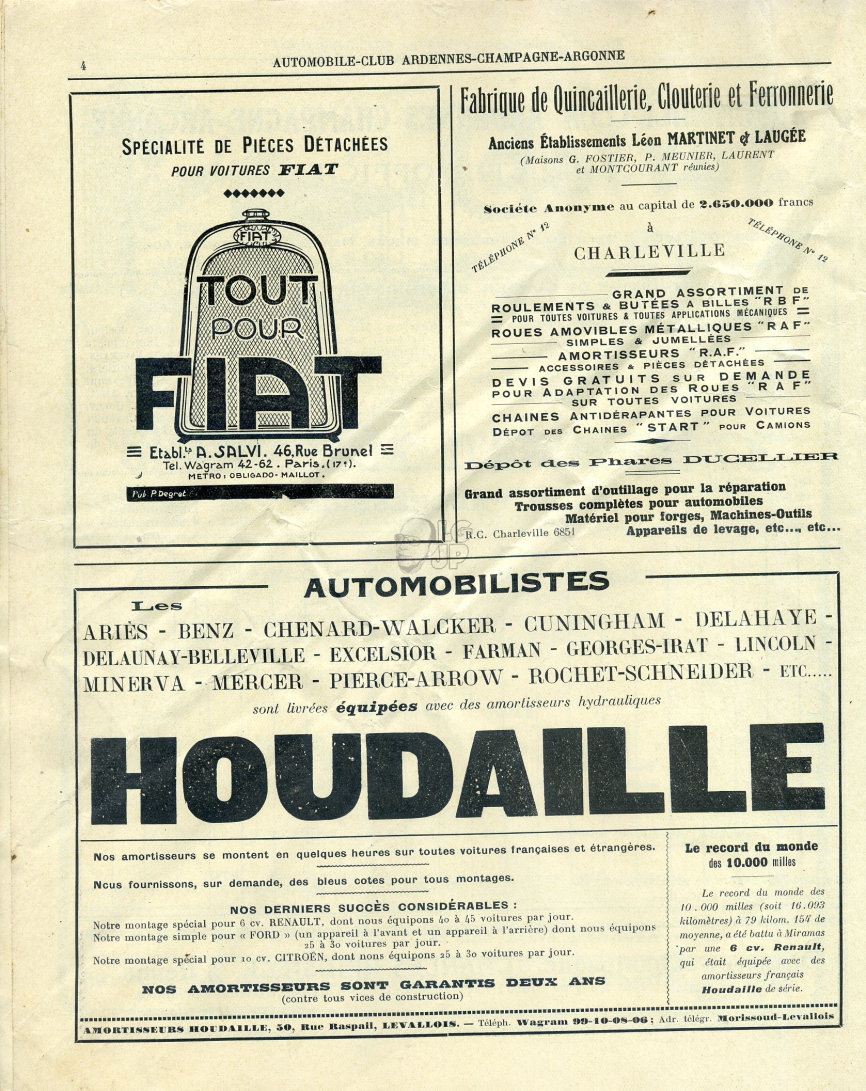 4
AUTOMOBILE-CLUB ARDENNES-CHAMPAGNE-ARGONNE
SPÉCIALITÉ DE PIÈCES DÉTACHÉES
POUR VOITURES FIAT
FIAT
TOUT
POUR
FIAT
Etabl.ts A. SALVI. 46, Rue Brunel
Tel. Wagram 42-62. Paris. (17e).
METRO: OBLIGADO-MAILLOT.
Pub P. Degret
Fabrique de Quincaillerie, Clouterie et Ferronnerie
Anciens Établissements Léon MARTINET & LAUGÉE
(Maisons G. FOSTIER, P. MEUNIER, LAURENT
et MONTCOURANT réunies)
Sociéte Anonyme au capital de 2.650.000 francs
à
TÉLÉPHONE N° 12
CHARLEVILLE
TÉLÉPHONE N° 12
GRAND ASSORTIMENT DE
ROULEMENTS & BUTÉES A BILLES "RBF"
POUR TOUTES VOITURES & TOUTES APPLICATIONS MÉCANIQUES
ROUES AMOVIBLES MÉTALLIQUES "RAF"
SIMPLES & JUMELLÉES
AMORTISSEURS "R.A.F."
ACCESSOIRES & PIÈCES DÉTACHÉES
DEVIS GRATUITS SUR DEMANDE
POUR ADAPTATION DES ROUES "RAF"
SUR TOUTES VOITURES
CHAINES ANTIDÉRAPANTES POUR VOITURES
DÉPOT DES CHAINES "START" POUR CAMIONS
Dépôt des Phares DUCELLIER
Grand assortiment d'outillage pour la réparation
Trousses complètes pour automobiles
Matériel pour forges, Machines-Outils
R.C. Charleville 6851 Appareils de levage, etc..., etc...
AUTOMOBILISTES
Les
ARIÈS - BENZ - CHENARD-WALCKER - CUNINGHAM - DELAHAYE -
DELAUNAY-BELLEVILLE - EXCELSIOR - FARMAN - GEORGES-IRAT - LINCOLN -
MINERVA - MERCER - PIERCE-ARROW - ROCHET-SCHNEIDER - ETC.....
sont livrées équipées avec des amortisseurs hydrauliques
HOUDAILLE
Nos amortisseurs se montent en quelques heures sur toutes voitures françaises et étrangères.
Nous fournissons, sur demande, des bleus cotes pour tous montages.
NOS DERNIERS SUCCÈS CONSIDÉRABLES :
Notre montage spécial pour 6 cv. RENAULT, dont nous équipons 40 à 45 voitures par jour.
Notre montage simple pour « FORD » (un appareil à l'avant et un appareil à l'arrière) dont nous équipons
25 à 30 voitures par jour.
Notre montage spécial pour 10 cv. CITROËN, dont nons équipons 25 à 30 voitures par jour.
NOS AMORTISSEURS SONT GARANTIS DEUX ANS
(contre tous vices de construction)
Le record du monde
des 10.000 milles
Le record du monde des
10.000 milles (soit 16.093
kilomètres) à 79 kilom. 154 de
moyenne, a été battu à Miramas
par une 6 cv. Renault,
qui était équipée avec des
amortisseurs français
Houdaille de série.
AMORTISSEURS HOUDAILLE, 50, Rue Raspail, LEVALLOIS. — Téléph. Wagram 99-10-08-06; Adr. télégr. Morissoud-Levallois